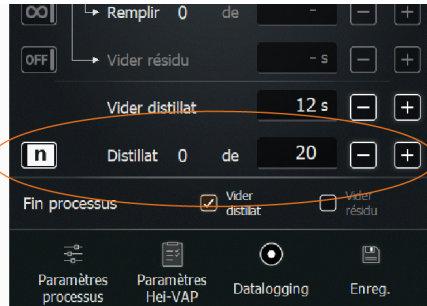 ∞ Remplir 0 de - − +
OFF Vider résidu - s − +
Vider distillat 12 s − +
n Distillat 0 de 20 − +
Fin processus Vider distilat Vider résidu
Paramètres processus Paramètres Hei-VAP Datalogging Enreg.